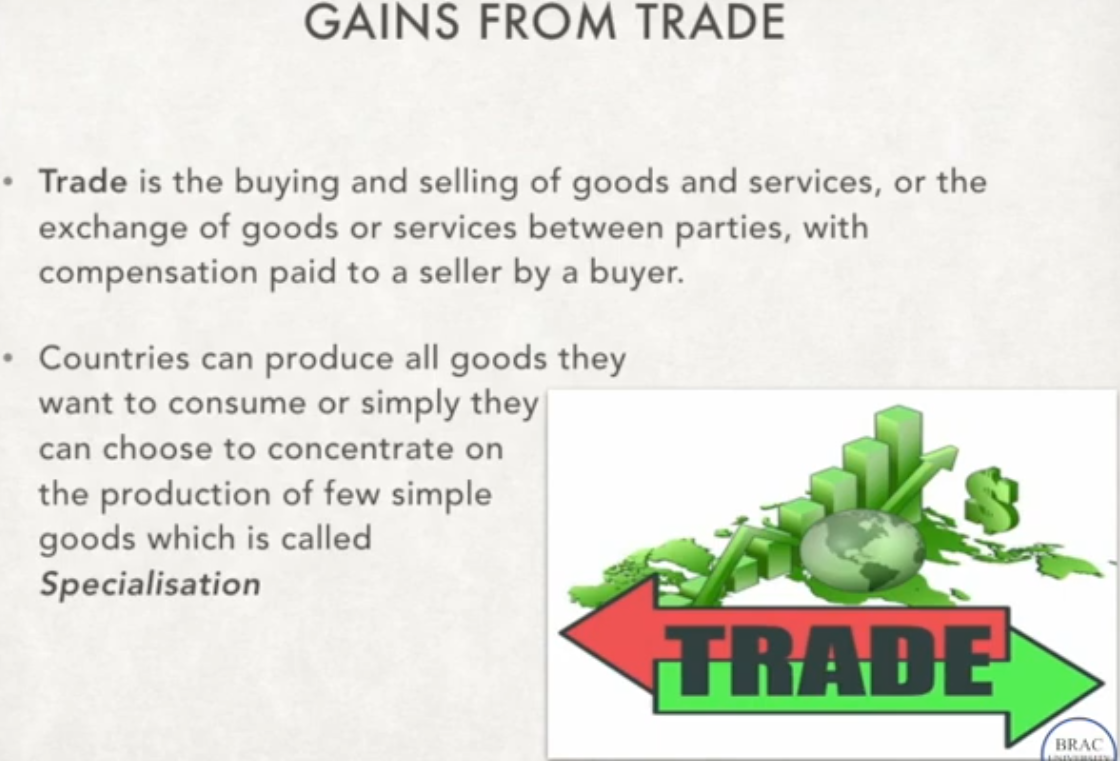 GAINS FROM TRADE
• Trade is the buying and selling of goods and services, or the
exchange of goods or services between parties, with
compensation paid to a seller by a buyer.
• Countries can produce all goods they
want to consume or simply they
can choose to concentrate on
the production of few simple
goods which is called
Specialisation
$
TRADE
BRAC
UNIVERSITY